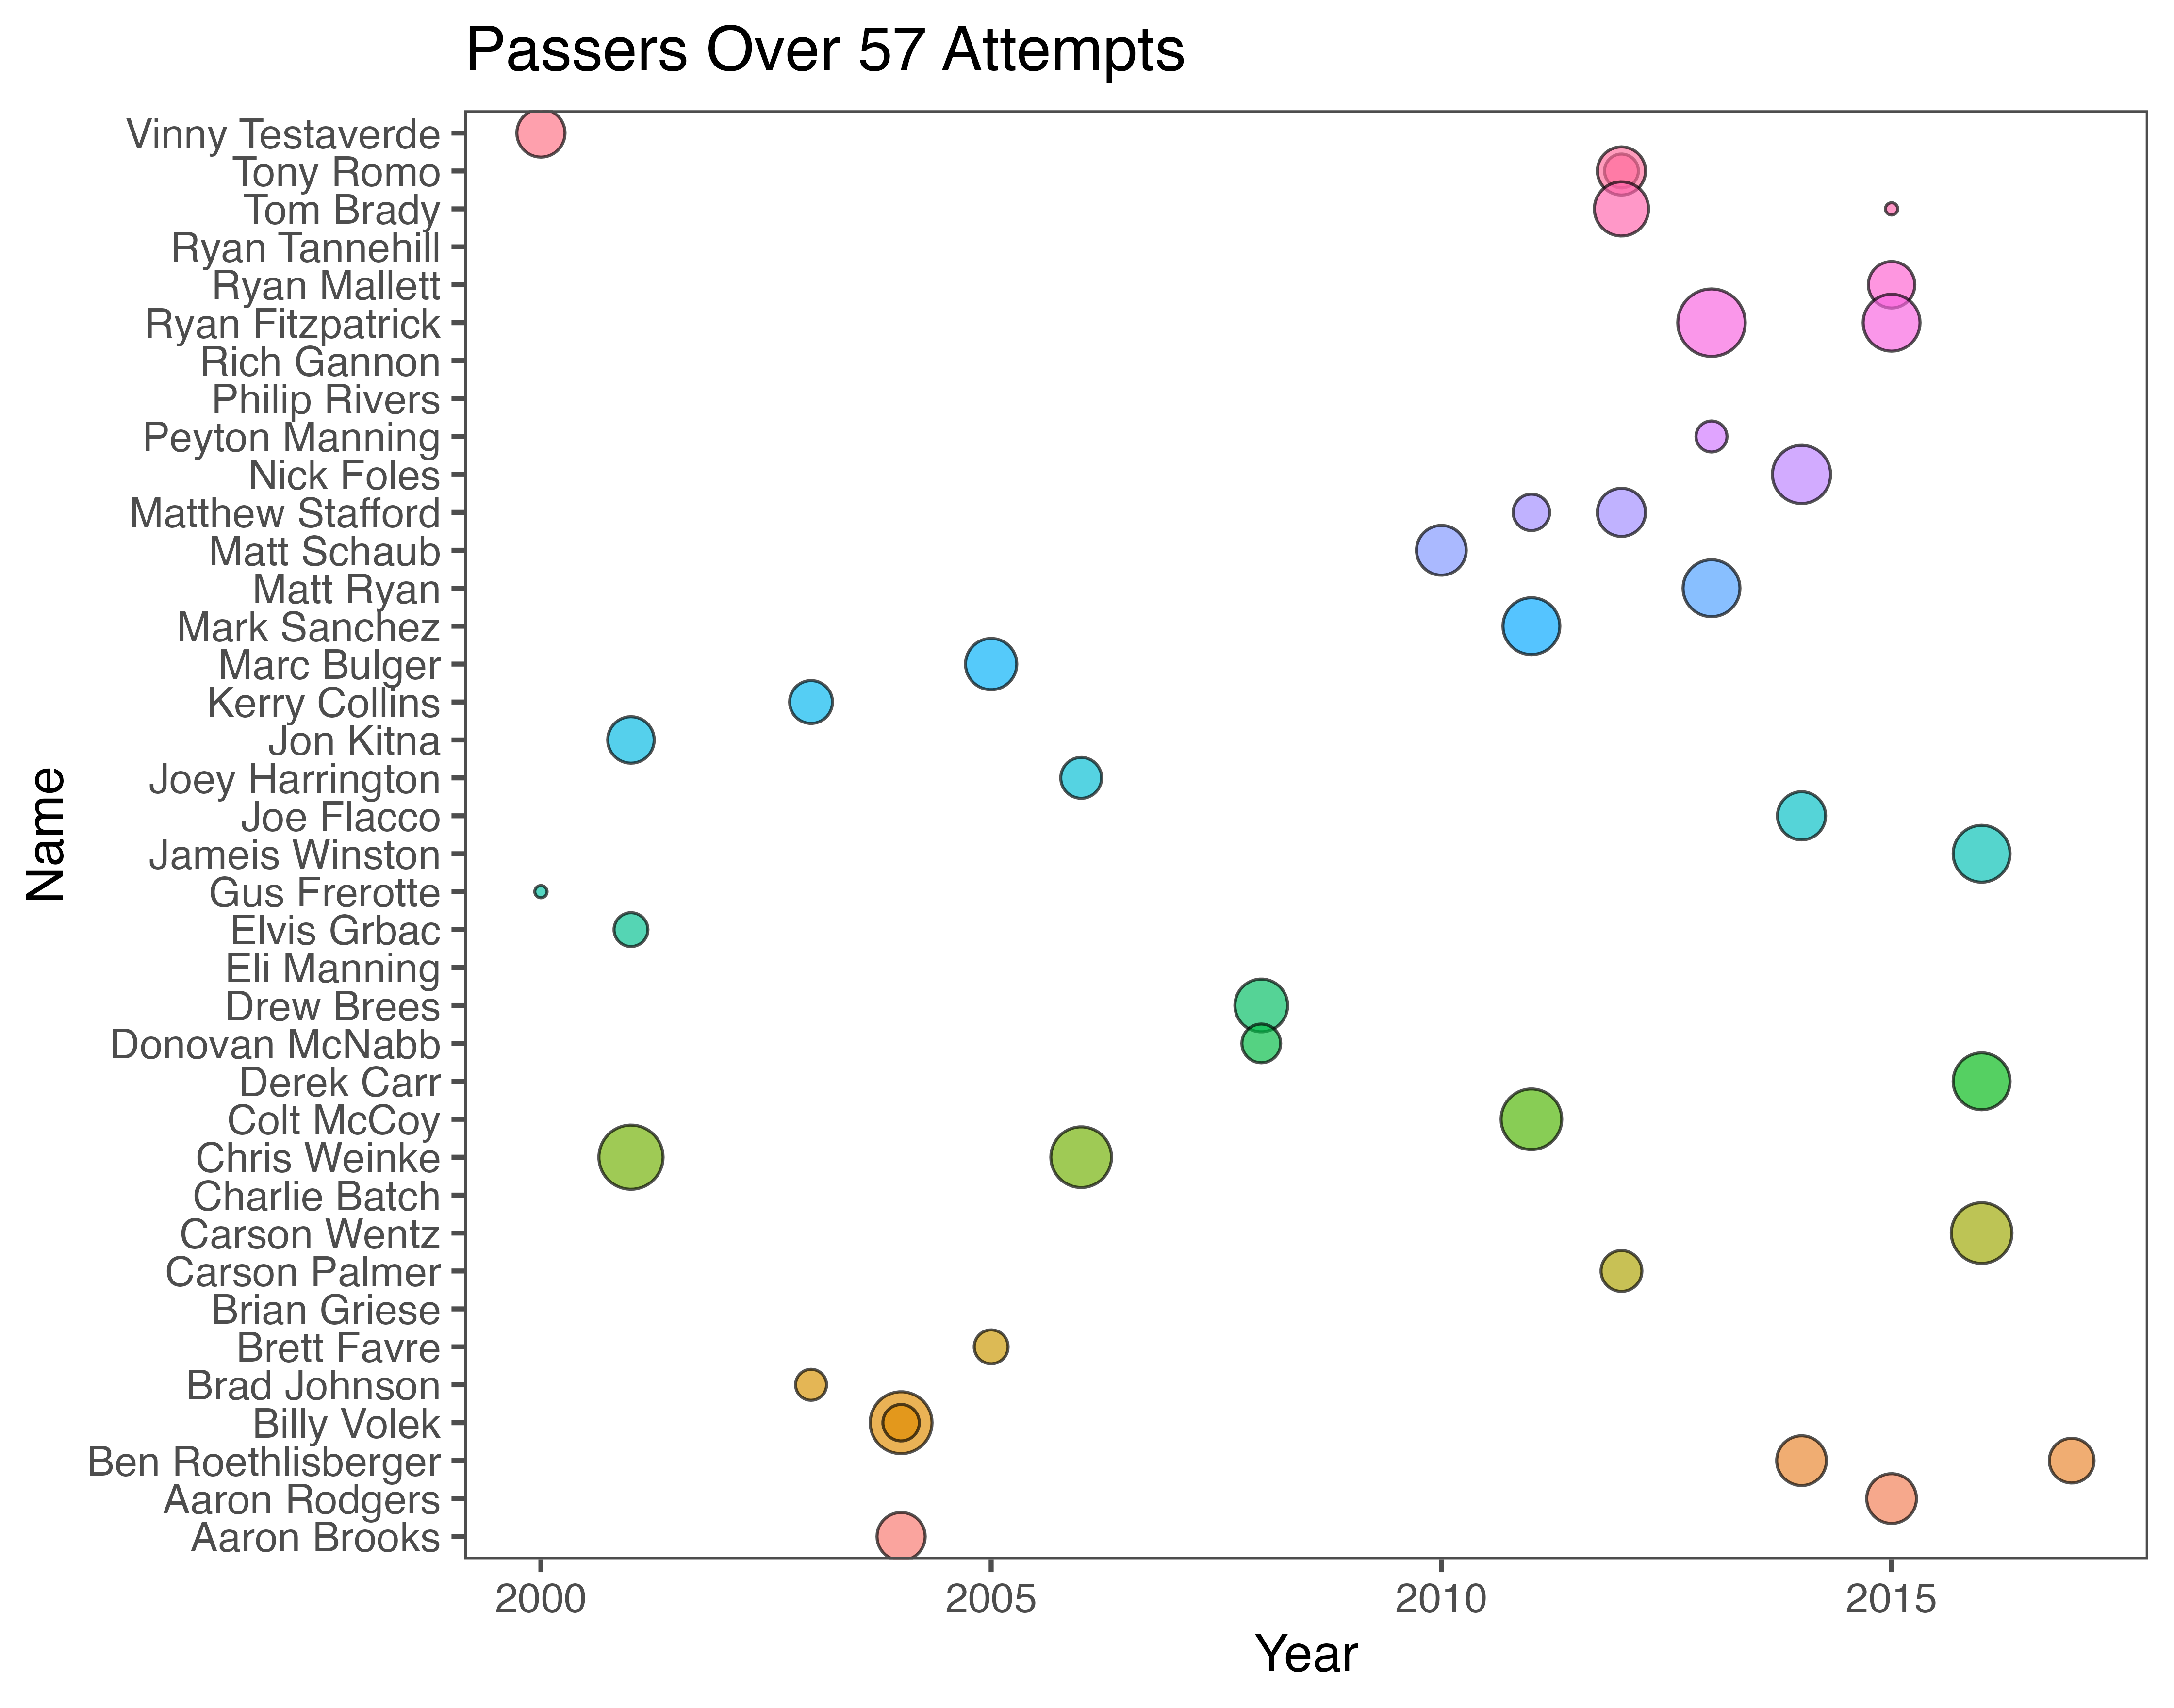 Passers Over 57 Attempts
Name
Vinny Testaverde
Tony Romo
Tom Brady
Ryan Tannehill
Ryan Mallett
Ryan Fitzpatrick
Rich Gannon
Philip Rivers
Peyton Manning
Nick Foles
Matthew Stafford
Matt Schaub
Matt Ryan
Mark Sanchez
Marc Bulger
Kerry Collins
Jon Kitna
Joey Harrington
Joe Flacco
Jameis Winston
Gus Frerotte
Elvis Grbac
Eli Manning
Drew Brees
Donovan McNabb
Derek Carr
Colt McCoy
Chris Weinke
Charlie Batch
Carson Wentz
Carson Palmer
Brian Griese
Brett Favre
Brad Johnson
Billy Volek
Ben Roethlisberger
Aaron Rodgers
Aaron Brooks
2000 2005 2010 2015
Year